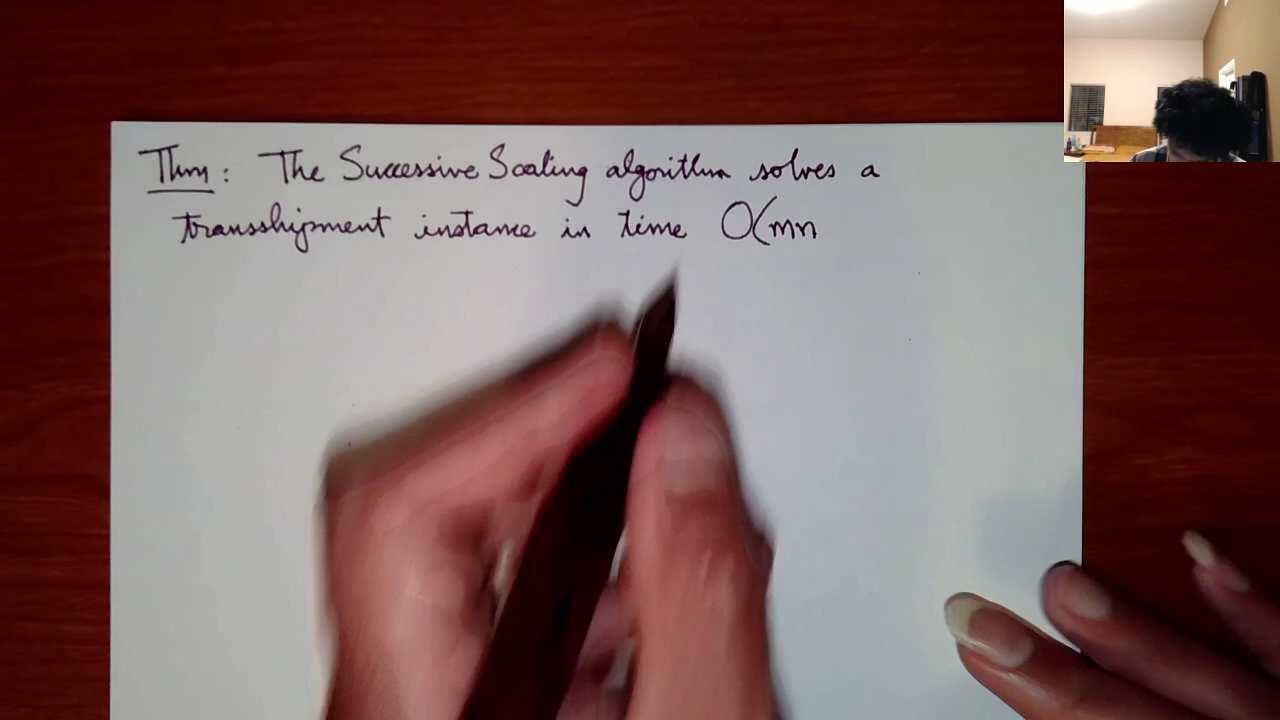 Thm: The Successive Scaling algorithm solves a
transshipment instance in time O(mn